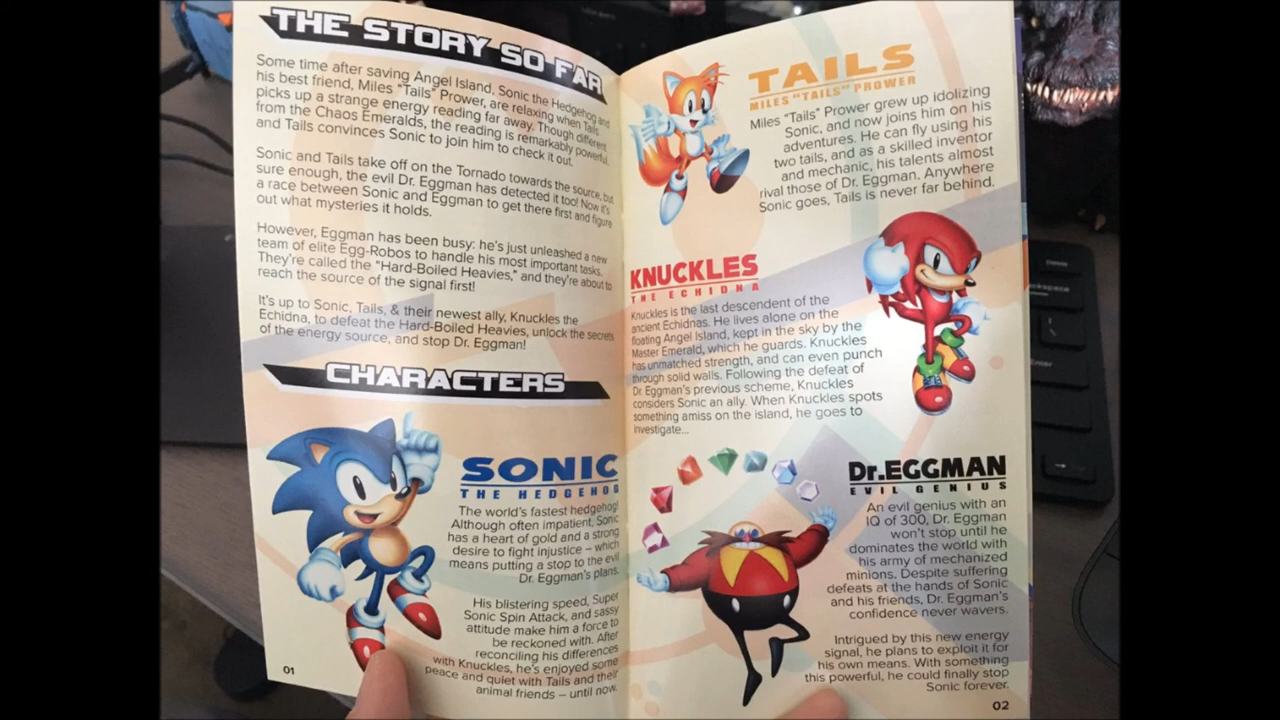 THE STORY SO FAR
Some time after saving Angel Island, Sonic the Hedgehog and
his best friend, Miles "Tails" Prower, are relaxing when Tails
picks up a strange energy reading far away. Though different
from the Chaos Emeralds, the reading is remarkably powerful,
and Tails convinces Sonic to join him to check it out.
Sonic and Tails take off on the Tornado towards the source, but
sure enough, the evil Dr. Eggman has detected it too! Now it's
a race between Sonic and Eggman to get there first and figure
out what mysteries it holds.
However, Eggman has been busy: he's just unleashed a new
team of elite Egg-Robos to handle his most important tasks.
They're called the "Hard-Boiled Heavies," and they're about to
reach the source of the signal first!
It's up to Sonic, Tails, & their newest ally, Knuckles the
Echidna, to defeat the Hard-Boiled Heavies, unlock the secrets
of the energy source, and stop Dr. Eggman!
CHARACTERS
SONIC
THE HEDGEHOG
The world's fastest hedgehog!
Although often impatient, Sonic
has a heart of gold and a strong
desire to fight injustice – which
means putting a stop to the evil
Dr. Eggman's plans.
His blistering speed, Super
Sonic Spin Attack, and sassy
attitude make him a force to
be reckoned with. After
reconciling his differences
with Knuckles, he's enjoyed some
peace and quiet with Tails and their
animal friends – until now.
01
TAILS
MILES "TAILS" PROWER
Miles "Tails" Prower grew up idolizing
Sonic, and now joins him on his
adventures. He can fly using his
two tails, and as a skilled inventor
and mechanic, his talents almost
rival those of Dr. Eggman. Anywhere
Sonic goes, Tails is never far behind.
KNUCKLES
THE ECHIDNA
Knuckles is the last descendent of the
ancient Echidnas. He lives alone on the
floating Angel Island, kept in the sky by the
Master Emerald, which he guards. Knuckles
has unmatched strength, and can even punch
through solid walls. Following the defeat of
Dr. Eggman's previous scheme, Knuckles
considers Sonic an ally. When Knuckles spots
something amiss on the island, he goes to
investigate...
Dr.EGGMAN
EVIL GENIUS
An evil genius with an
IQ of 300, Dr. Eggman
won't stop until he
dominates the world with
his army of mechanized
minions. Despite suffering
defeats at the hands of Sonic
and his friends, Dr. Eggman's
confidence never wavers.
Intrigued by this new energy
signal, he plans to exploit it for
his own means. With something
this powerful, he could finally stop
Sonic forever.
02